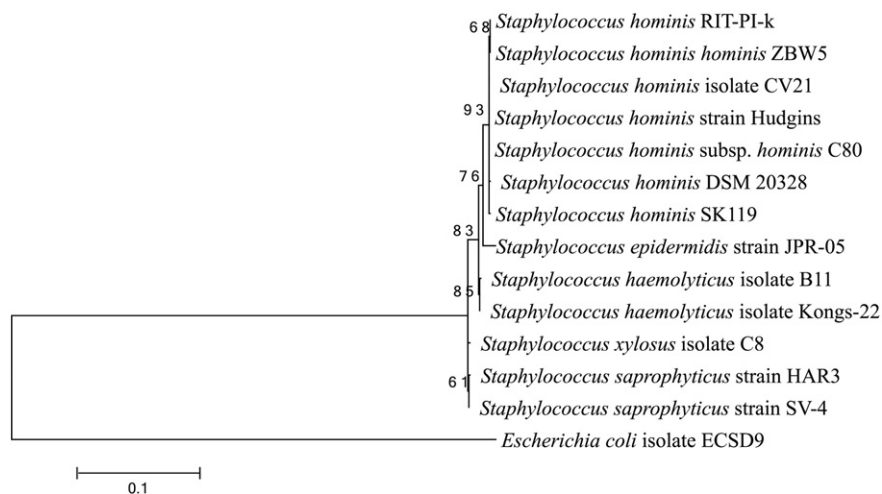 68 Staphylococcus hominis RIT-PI-k
Staphylococcus hominis hominis ZBW5
Staphylococcus hominis isolate CV21
93
Staphylococcus hominis strain Hudgins
Staphylococcus hominis subsp. hominis C80
76
Staphylococcus hominis DSM 20328
Staphylococcus hominis SK119
83
Staphylococcus epidermidis strain JPR-05
Staphylococcus haemolyticus isolate B11
85
Staphylococcus haemolyticus isolate Kongs-22
Staphylococcus xylosus isolate C8
61 Staphylococcus saprophyticus strain HAR3
Staphylococcus saprophyticus strain SV-4
Escherichia coli isolate ECSD9
0.1